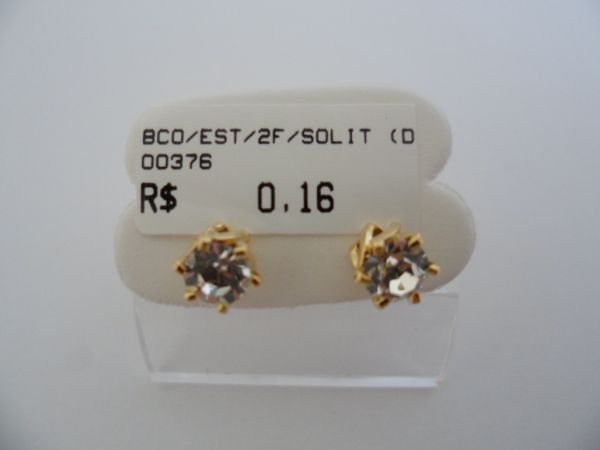 BCO/EST/2F/SOLIT (D
00376
R$ 0,16